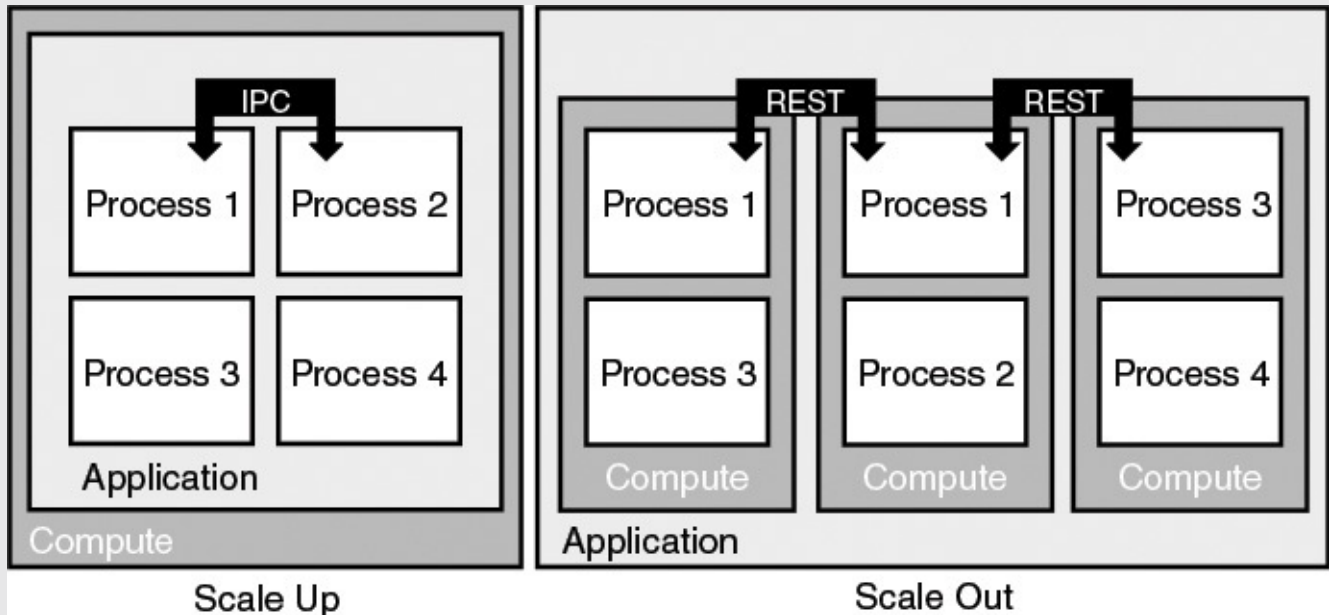 IPC
Process 1
Process 2
Process 3
Process 4
Application
Compute
Scale Up
REST
REST
Process 1
Process 1
Process 3
Process 3
Process 2
Process 4
Compute
Compute
Compute
Application
Scale Out